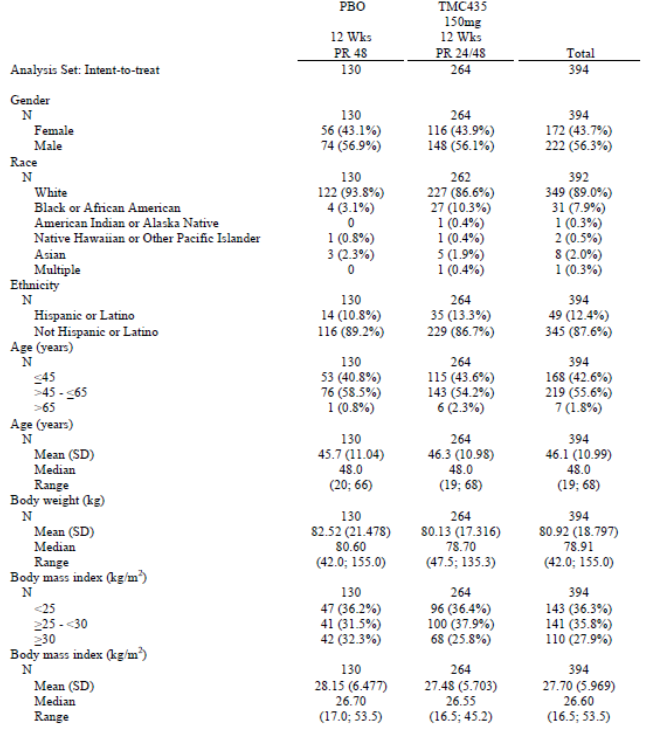 PBO TMC435
150mg
12 Wks 12 Wks
PR 48 PR 24/48 Total
Analysis Set: Intent-to-treat 130 264 394
Gender
N 130 264 394
Female 56 (43.1%) 116 (43.9%) 172 (43.7%)
Male 74 (56.9%) 148 (56.1%) 222 (56.3%)
Race
N 130 262 392
White 122 (93.8%) 227 (86.6%) 349 (89.0%)
Black or African American 4 (3.1%) 27 (10.3%) 31 (7.9%)
American Indian or Alaska Native 0 1 (0.4%) 1 (0.3%)
Native Hawaiian or Other Pacific Islander 1 (0.8%) 1 (0.4%) 2 (0.5%)
Asian 3 (2.3%) 5 (1.9%) 8 (2.0%)
Multiple 0 1 (0.4%) 1 (0.3%)
Ethnicity
N 130 264 394
Hispanic or Latino 14 (10.8%) 35 (13.3%) 49 (12.4%)
Not Hispanic or Latino 116 (89.2%) 229 (86.7%) 345 (87.6%)
Age (years)
N 130 264 394
≤45 53 (40.8%) 115 (43.6%) 168 (42.6%)
>45 - ≤65 76 (58.5%) 143 (54.2%) 219 (55.6%)
>65 1 (0.8%) 6 (2.3%) 7 (1.8%)
Age (years)
N 130 264 394
Mean (SD) 45.7 (11.04) 46.3 (10.98) 46.1 (10.99)
Median 48.0 48.0 48.0
Range (20; 66) (19; 68) (19; 68)
Body weight (kg)
N 130 264 394
Mean (SD) 82.52 (21.478) 80.13 (17.316) 80.92 (18.797)
Median 80.60 78.70 78.91
Range (42.0; 155.0) (47.5; 135.3) (42.0; 155.0)
Body mass index (kg/m²)
N 130 264 394
<25 47 (36.2%) 96 (36.4%) 143 (36.3%)
≥25 - <30 41 (31.5%) 100 (37.9%) 141 (35.8%)
≥30 42 (32.3%) 68 (25.8%) 110 (27.9%)
Body mass index (kg/m²)
N 130 264 394
Mean (SD) 28.15 (6.477) 27.48 (5.703) 27.70 (5.969)
Median 26.70 26.55 26.60
Range (17.0; 53.5) (16.5; 45.2) (16.5; 53.5)